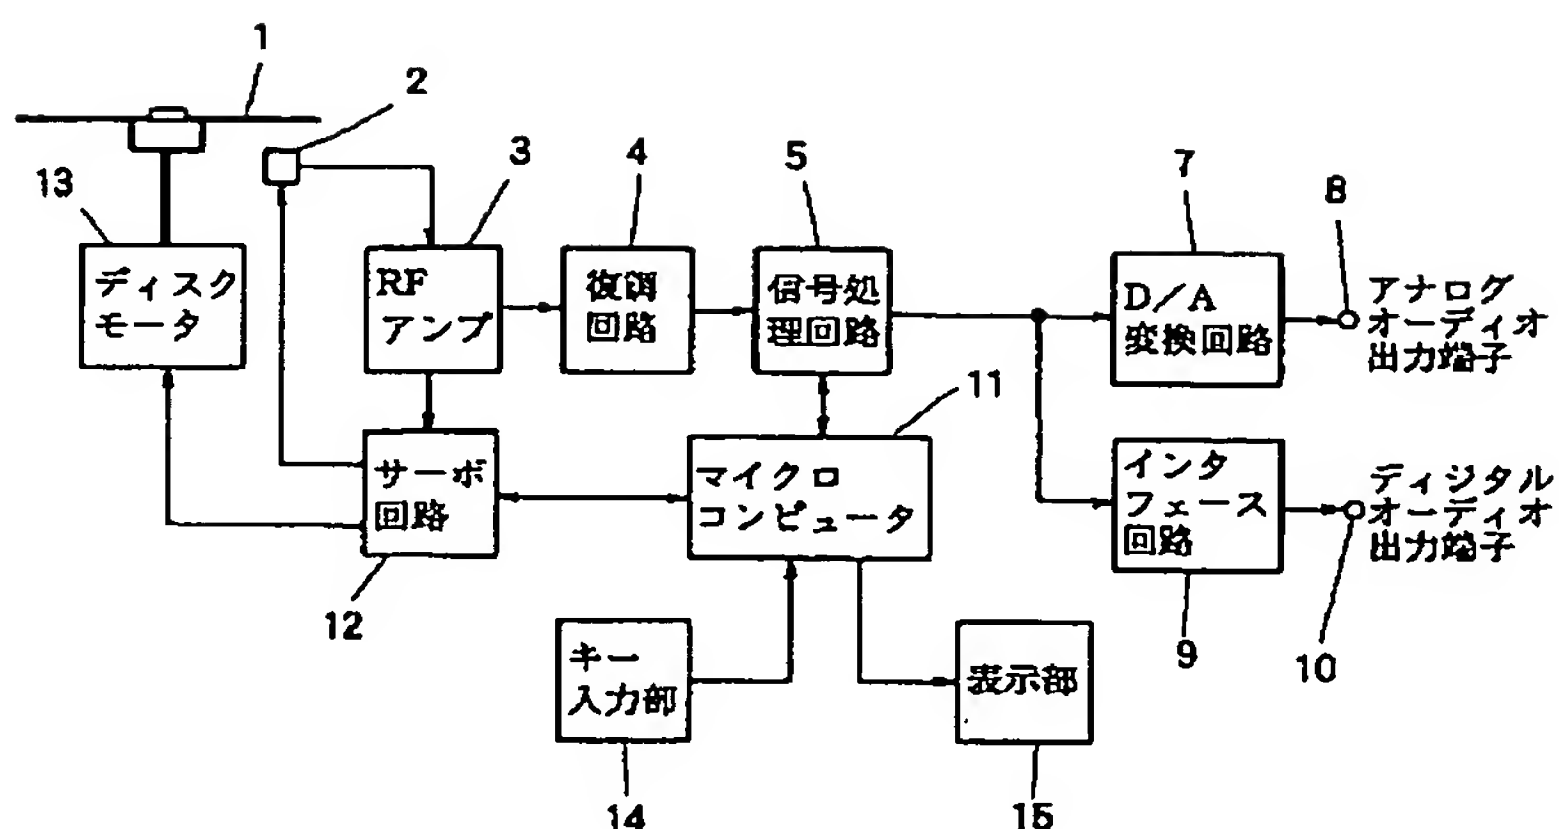 1
2
3
4
5
7
8
13
ディスク
モータ
RF
アンプ
復調
回路
信号処
理回路
D/A
変換回路
アナログ
オーディオ
出力端子
11
サーボ
回路
マイクロ
コンピュータ
インタ
フェース
回路
ディジタル
オーディオ
出力端子
12
9
10
キー
入力部
表示部
14
15